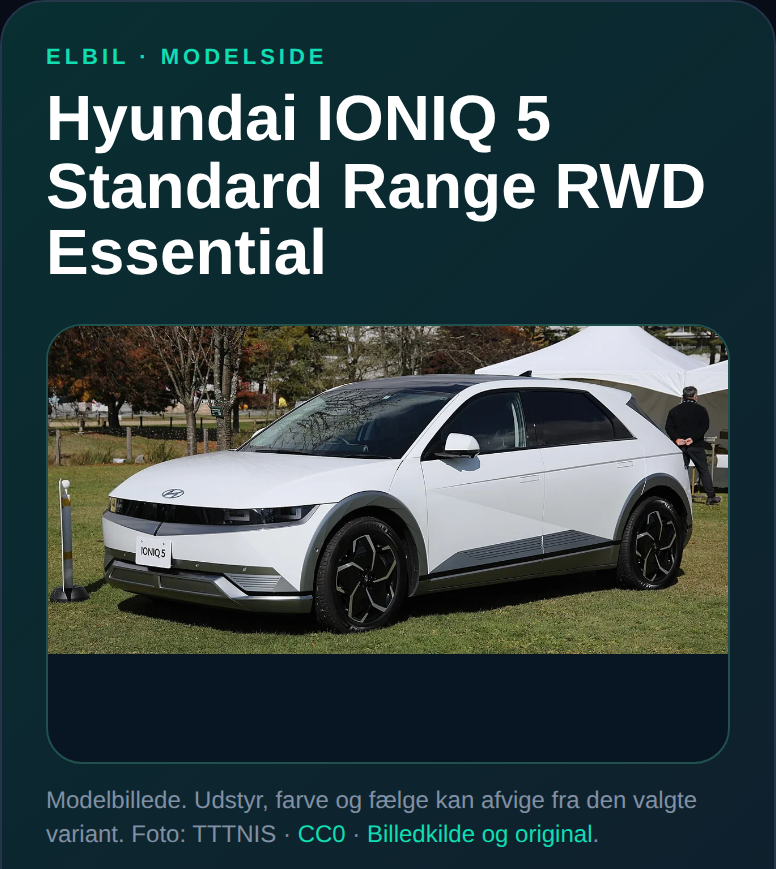 ELBIL · MODELSIDE
Hyundai IONIQ 5
Standard Range RWD
Essential
IONIQ 5
Modelbillede. Udstyr, farve og fælge kan afvige fra den valgte
variant. Foto: TTTNIS · CC0 · Billedkilde og original.